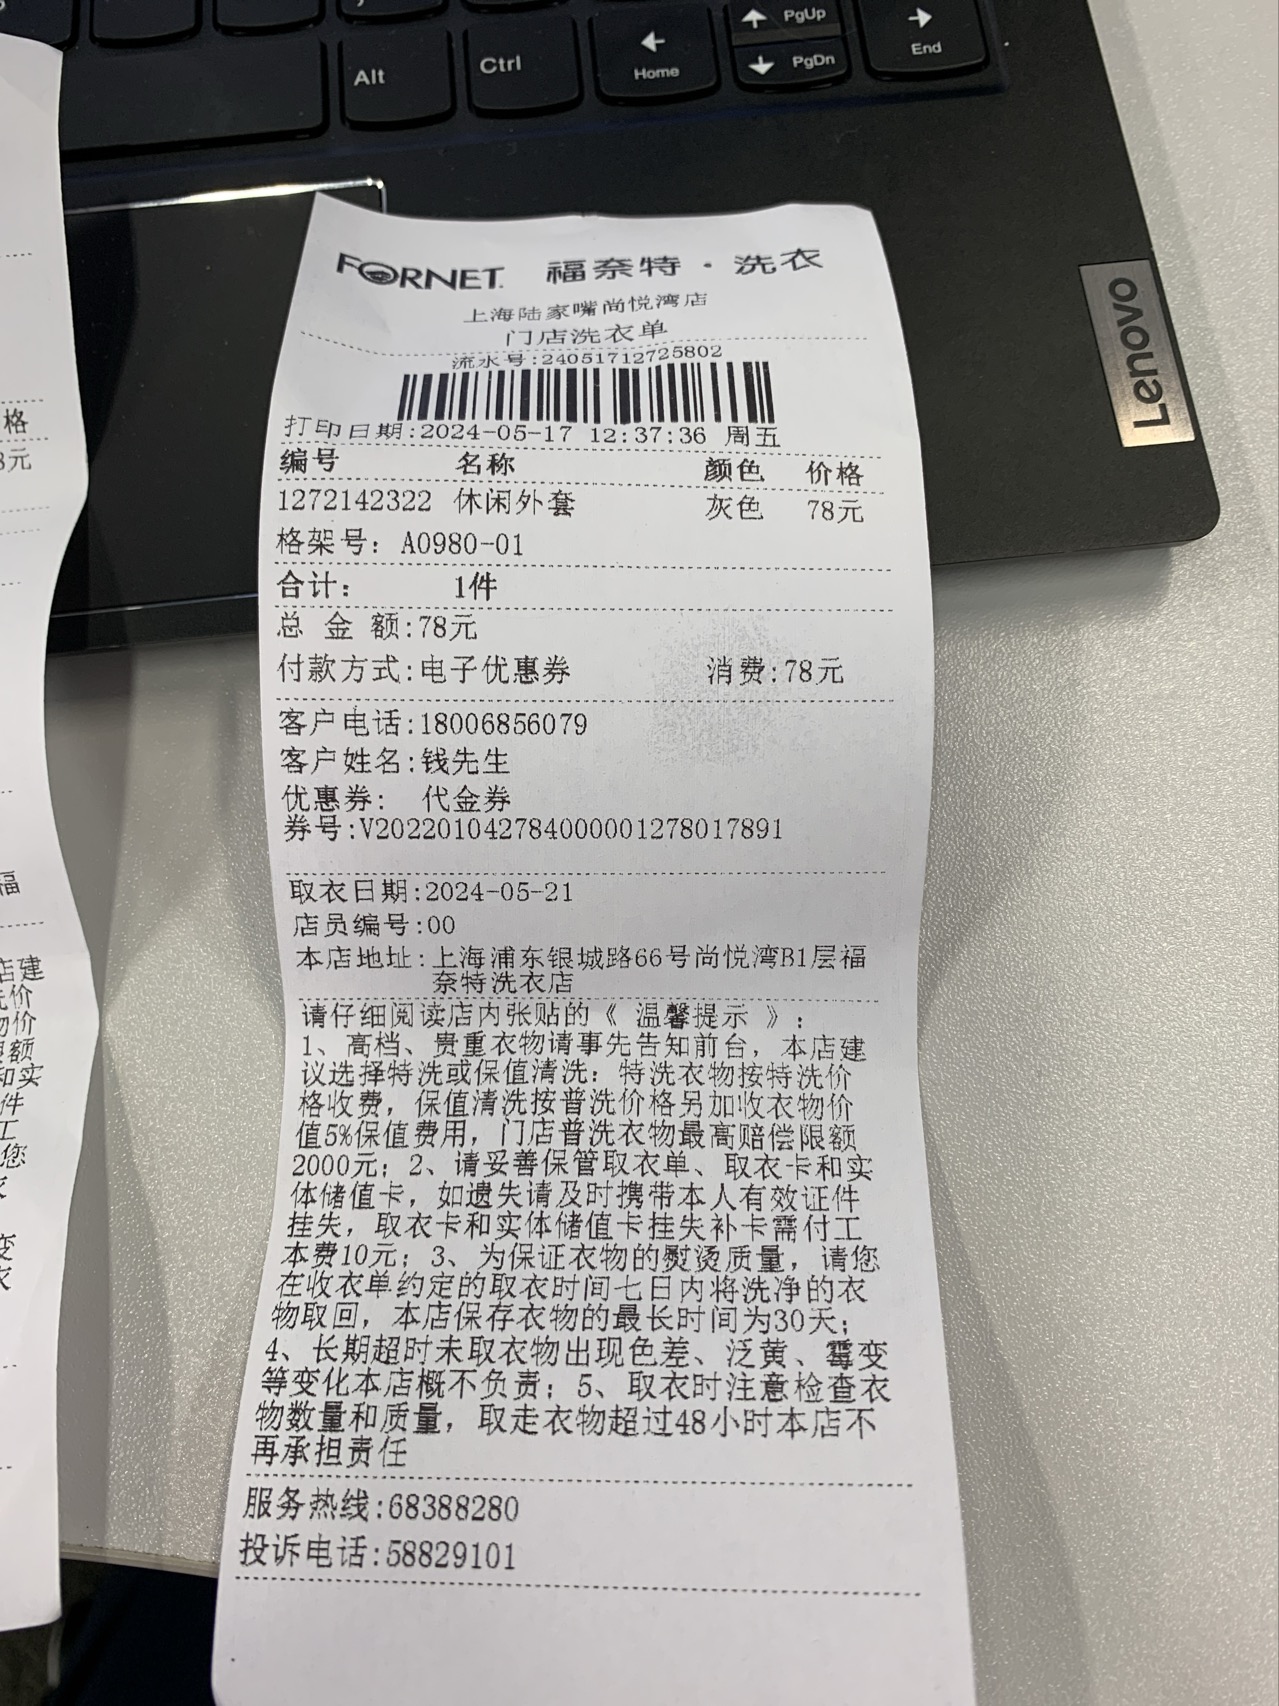 Alt
Ctrl
Home
PgUp
PgDn
End
Lenovo
FORNET 福奈特·洗衣
上海陆家嘴尚悦湾店
门店洗衣单
流水号:24051712725802
打印日期:2024-05-17 12:37:36 周五
编号 名称 颜色 价格
1272142322 休闲外套 灰色 78元
格架号: A0980-01
合计: 1件
总 金 额:78元
付款方式:电子优惠券 消费:78元
客户电话:18006856079
客户姓名:钱先生
优惠券: 代金券
券号:V2022010427840000012780​17891
取衣日期:2024-05-21
店员编号:00
本店地址:上海浦东银城路66号尚悦湾B1层福
奈特洗衣店
请仔细阅读店内张贴的《 温馨提示 》:
1、高档、贵重衣物请事先告知前台，本店建
议选择特洗或保值清洗：特洗衣物按特洗价
格收费，保值清洗按普洗价格另加收衣物价
值5%保值费用，门店普洗衣物最高赔偿限额
2000元；2、请妥善保管取衣单、取衣卡和实
体储值卡，如遗失请及时携带本人有效证件
挂失，取衣卡和实体储值卡挂失补卡需付工
本费10元；3、为保证衣物的熨烫质量，请您
在收衣单约定的取衣时间七日内将洗净的衣
物取回，本店保存衣物的最长时间为30天；
4、长期超时未取衣物出现色差、泛黄、霉变
等变化本店概不负责；5、取衣时注意检查衣
物数量和质量，取走衣物超过48小时本店不
再承担责任
服务热线:68388280
投诉电话:58829101
格
元
福
店建
洗价
物价
限额
和实
件
工
您
变